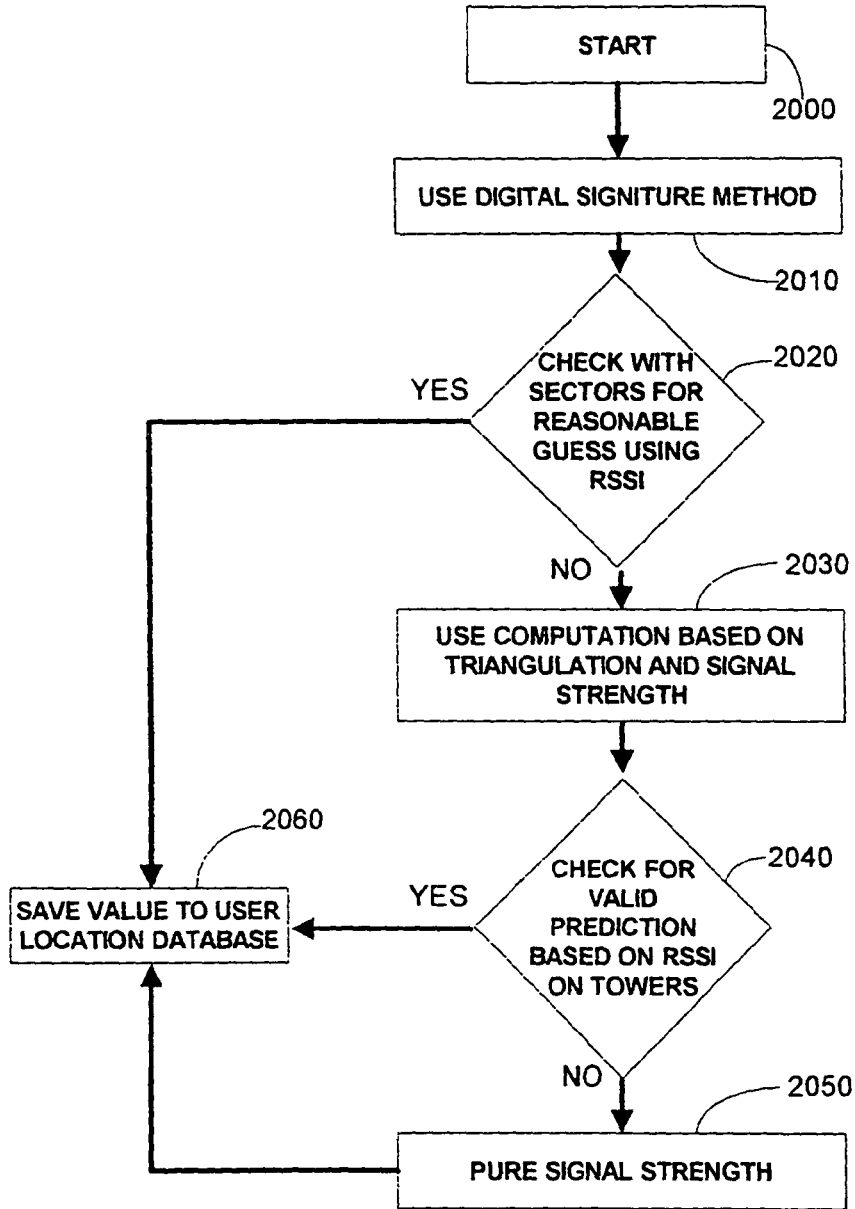 START
2000
USE DIGITAL SIGNITURE METHOD
2010
CHECK WITH
SECTORS FOR
REASONABLE
GUESS USING
RSSI
2020
YES
NO
2030
USE COMPUTATION BASED ON
TRIANGULATION AND SIGNAL
STRENGTH
2060
SAVE VALUE TO USER
LOCATION DATABASE
YES
CHECK FOR
VALID
PREDICTION
BASED ON RSSI
ON TOWERS
2040
NO
2050
PURE SIGNAL STRENGTH